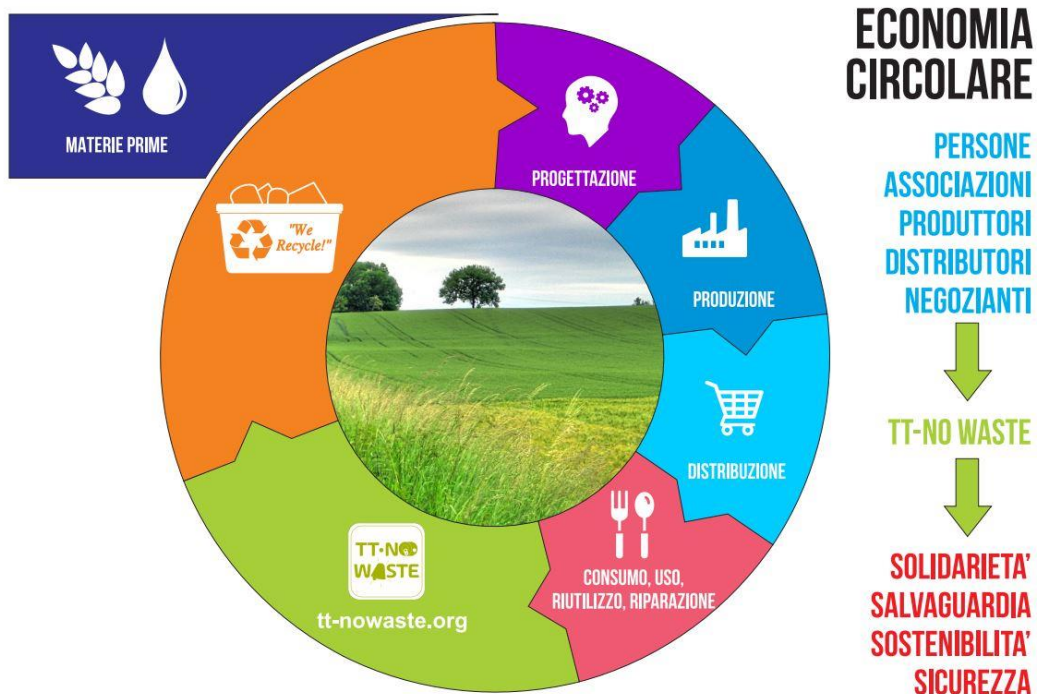 MATERIE PRIME
"We
Recycle!"
PROGETTAZIONE
PRODUZIONE
DISTRIBUZIONE
CONSUMO, USO,
RIUTILIZZO, RIPARAZIONE
TT-NO
WASTE
tt-nowaste.org
ECONOMIA
CIRCOLARE
PERSONE
ASSOCIAZIONI
PRODUTTORI
DISTRIBUTORI
NEGOZIANTI
TT-NO WASTE
SOLIDARIETA'
SALVAGUARDIA
SOSTENIBILITA'
SICUREZZA